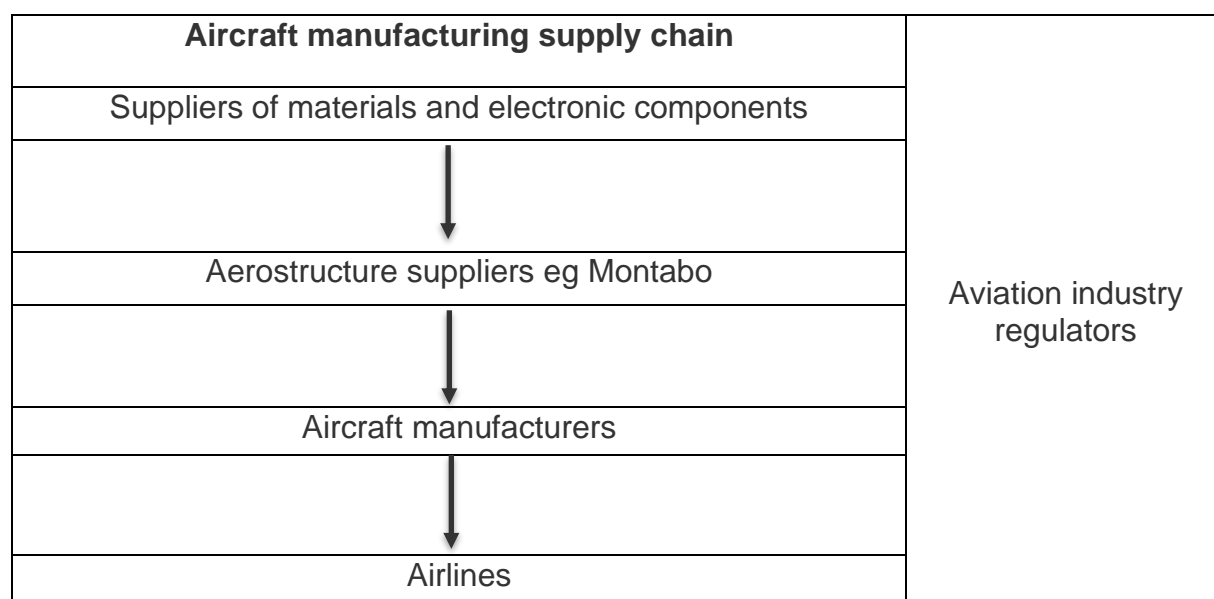 Aircraft manufacturing supply chain
Suppliers of materials and electronic components
Aerostructure suppliers eg Montabo
Aircraft manufacturers
Airlines
Aviation industry
regulators